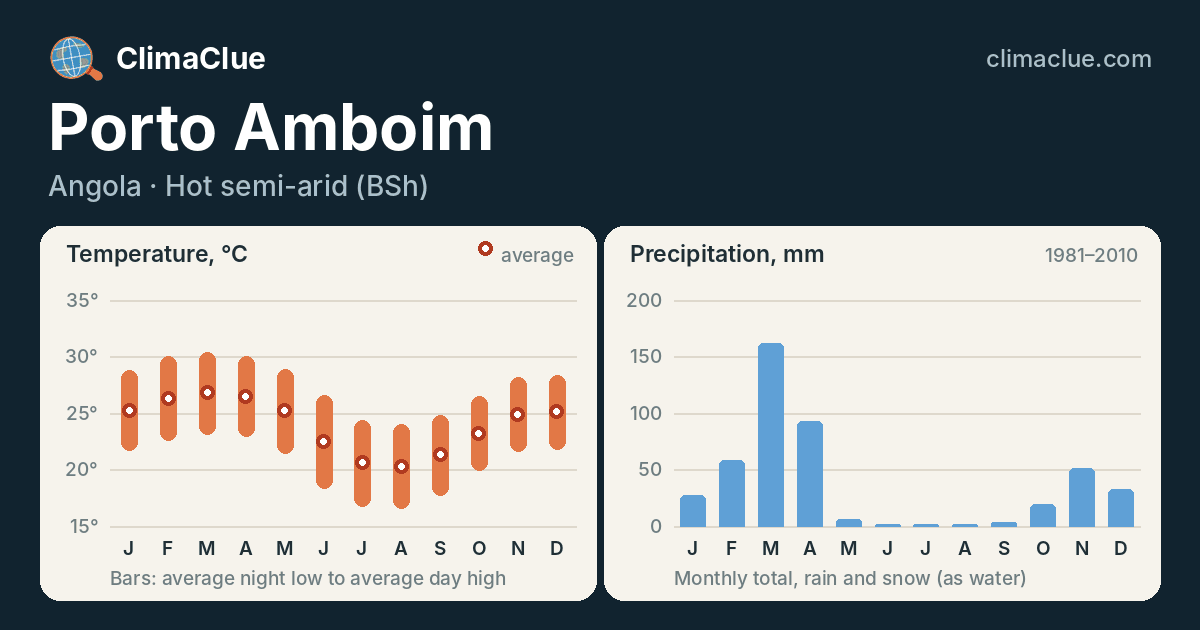 ClimaClue
climaclue.com
Porto Amboim
Angola · Hot semi-arid (BSh)
Temperature, °C
average
35°
30°
25°
20°
15°
J F M A M J J A S O N D
Bars: average night low to average day high
Precipitation, mm
1981–2010
200
150
100
50
0
J F M A M J J A S O N D
Monthly total, rain and snow (as water)